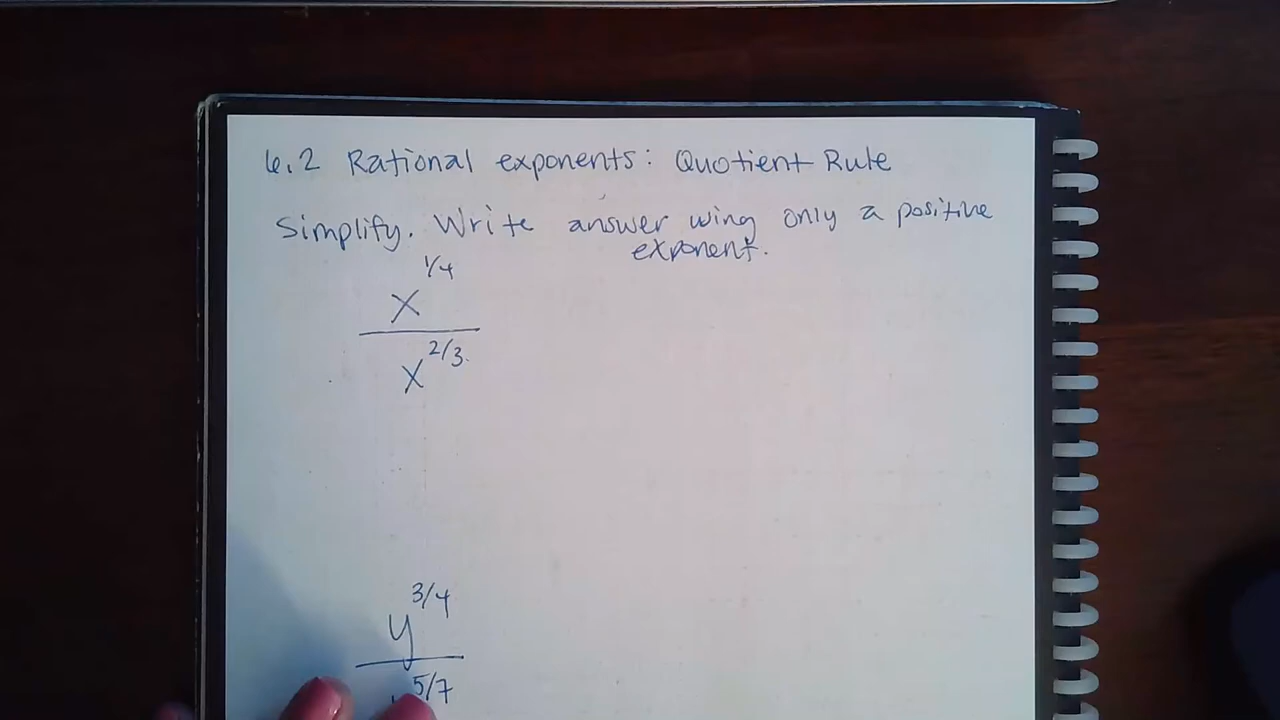 6.2 Rational exponents: Quotient Rule
Simplify. Write answer using only a positive
exponent.
x^1/4
x^2/3
y^3/4
5/7